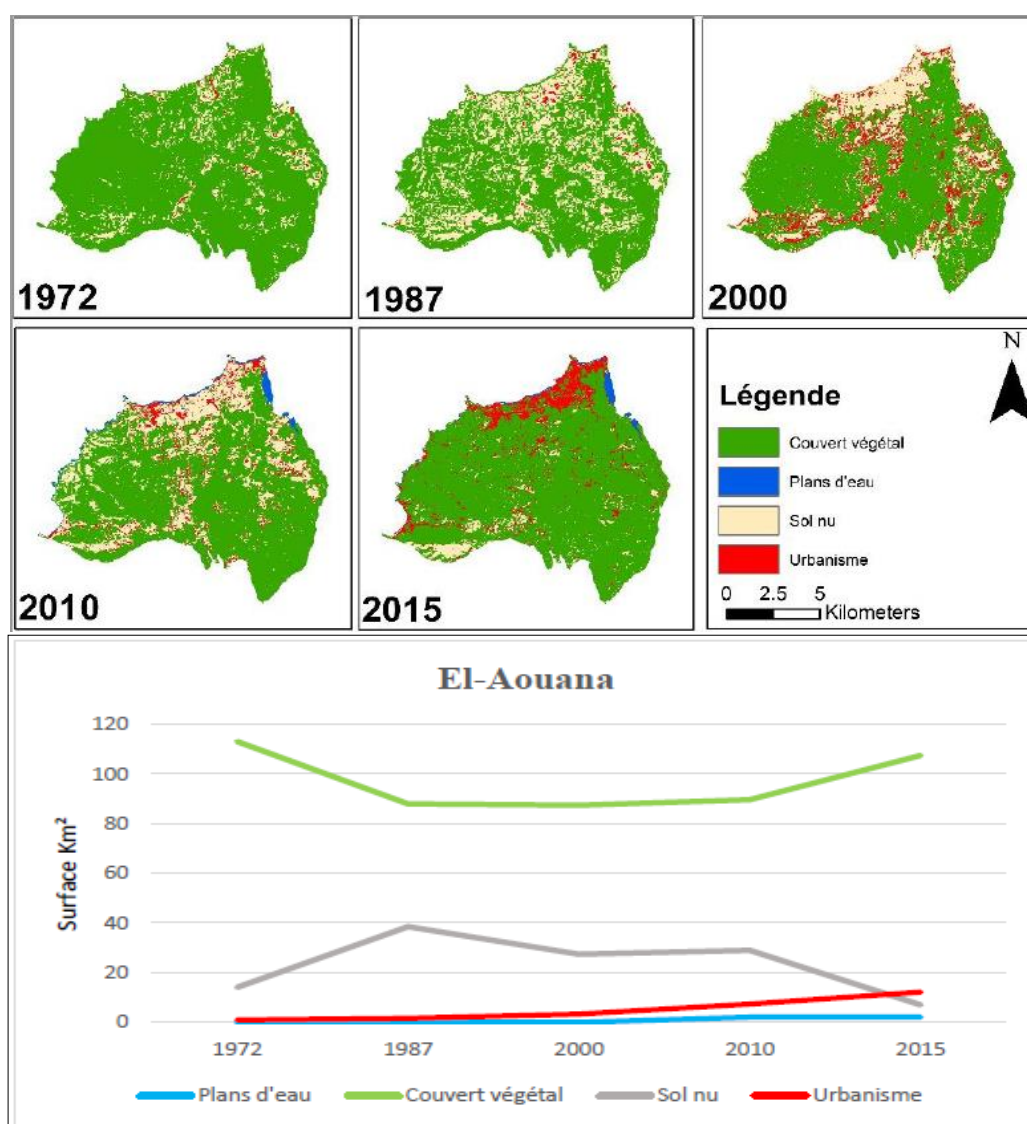 1972
1987
2000
2010
2015
N
Légende
Couvert végétal
Plans d'eau
Sol nu
Urbanisme
0 2.5 5
Kilometers
El-Aouana
120
100
80
60
40
20
0
Surface Km²
1972 1987 2000 2010 2015
Plans d'eau Couvert végétal Sol nu Urbanisme